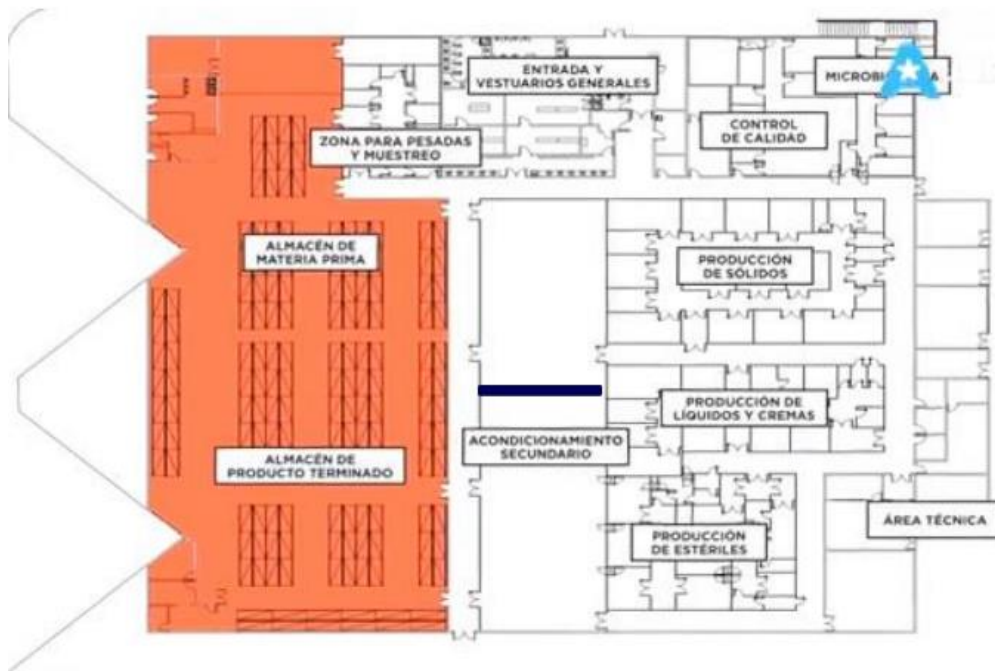 ENTRADA Y
VESTUARIOS GENERALES
ZONA PARA PESADAS
Y MUESTREO
CONTROL
DE CALIDAD
ALMACÉN DE
MATERIA PRIMA
PRODUCCIÓN
DE SÓLIDOS
PRODUCCIÓN DE
LÍQUIDOS Y CREMAS
ACONDICIONAMIENTO
SECUNDARIO
ALMACÉN DE
PRODUCTO TERMINADO
ÁREA TÉCNICA
PRODUCCIÓN
DE ESTÉRILES